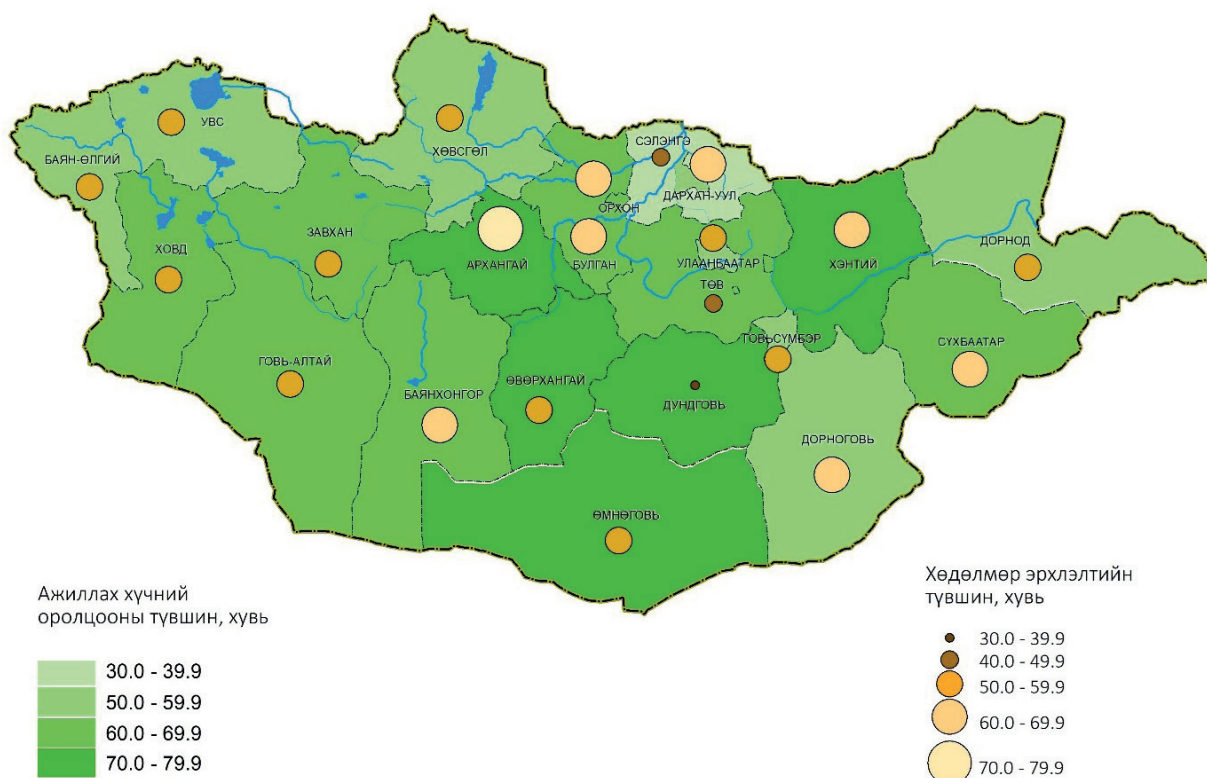 УВС
ХӨВСГӨЛ
СЭЛЭНГЭ
БАЯН-ӨЛГИЙ
ДАРХАН-УУЛ
ОРХОН
ХОВД
ЗАВХАН
АРХАНГАЙ
БУЛГАН
УЛААНБААТАР
ХЭНТИЙ
ДОРНОД
ТӨВ
ГОВЬСҮМБЭР
СҮХБААТАР
ГОВЬ-АЛТАЙ
БАЯНХОНГОР
ӨВӨРХАНГАЙ
ДУНДГОВЬ
ДОРНОГОВЬ
ӨМНӨГОВЬ
Ажиллах хүчний
оролцооны түвшин, хувь
30.0 - 39.9
50.0 - 59.9
60.0 - 69.9
70.0 - 79.9
Хөдөлмөр эрхлэлтийн
түвшин, хувь
30.0 - 39.9
40.0 - 49.9
50.0 - 59.9
60.0 - 69.9
70.0 - 79.9